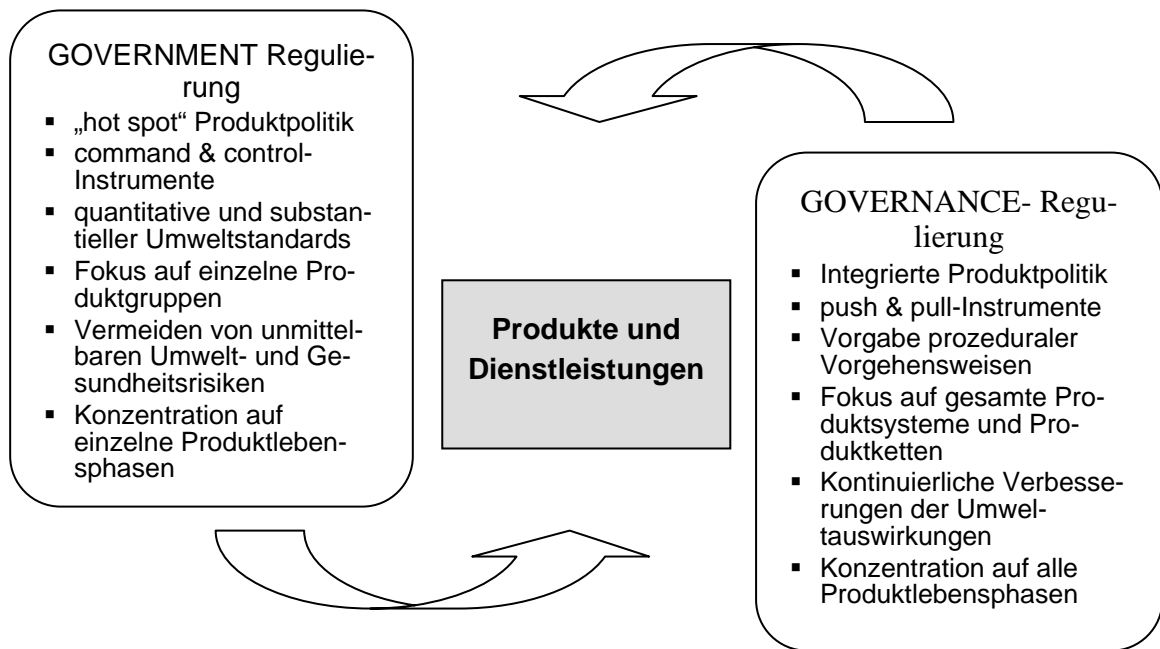 GOVERNMENT Regulie-
rung
▪ „hot spot“ Produktpolitik
▪ command & control-
Instrumente
▪ quantitative und substan-
tieller Umweltstandards
▪ Fokus auf einzelne Pro-
duktgruppen
▪ Vermeiden von unmittel-
baren Umwelt- und Ge-
sundheitsrisiken
▪ Konzentration auf
einzelne Produktleben-
sphasen
Produkte und
Dienstleistungen
GOVERNANCE- Regu-
lierung
▪ Integrierte Produktpolitik
▪ push & pull-Instrumente
▪ Vorgabe prozeduraler
Vorgehensweisen
▪ Fokus auf gesamte Pro-
duktsysteme und Pro-
duktketten
▪ Kontinuierliche Verbesse-
rungen der Umwel-
tauswirkungen
▪ Konzentration auf alle
Produktlebensphasen